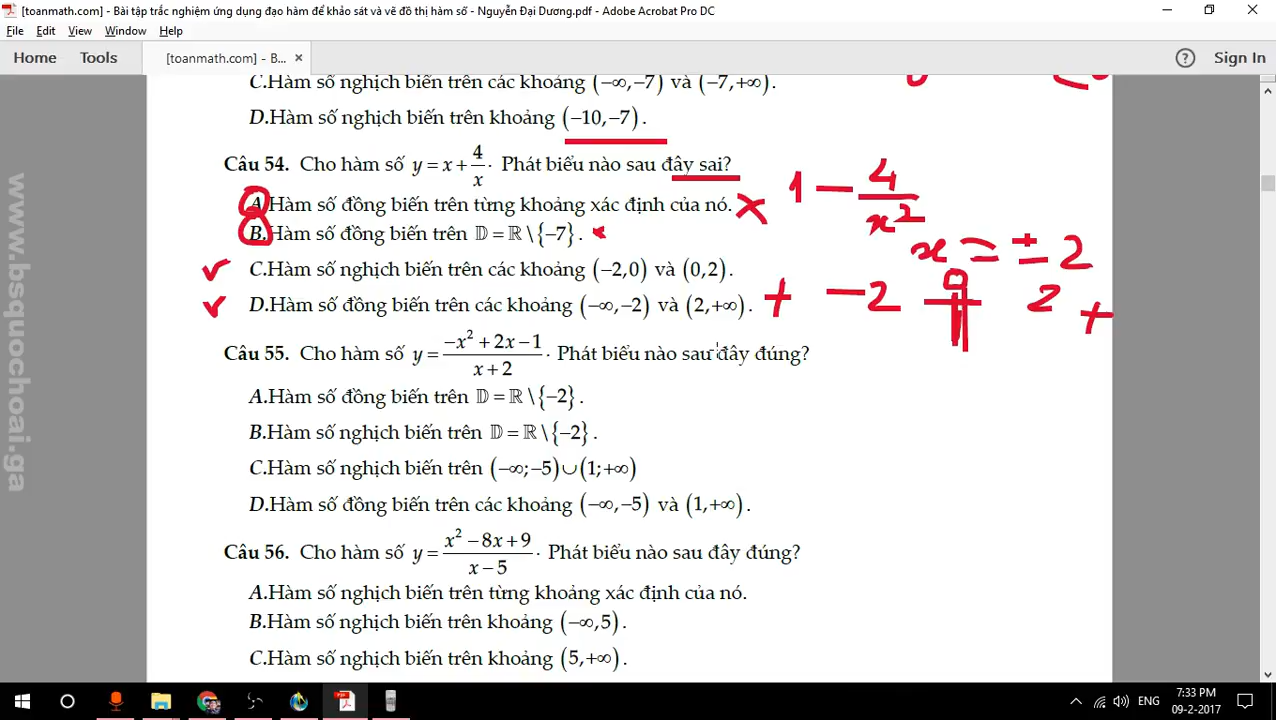 [toanmath.com] - Bài tập trắc nghiệm ứng dụng đạo hàm để khảo sát và vẽ đồ thị hàm số - Nguyễn Đại Dương.pdf - Adobe Acrobat Pro DC
File Edit View Window Help
Home Tools [toanmath.com] - B... × Sign In
C.Hàm số nghịch biến trên các khoảng (−∞,−7) và (−7,+∞).
D.Hàm số nghịch biến trên khoảng (−10,−7).
Câu 54. Cho hàm số y = x + 4/x. Phát biểu nào sau đây sai?
1 − 4/x²
A.Hàm số đồng biến trên từng khoảng xác định của nó. ×
B.Hàm số đồng biến trên 𝔻 = ℝ \ {−7}.
x = ± 2
✓ C.Hàm số đồng biến trên các khoảng (−2,0) và (0,2).
✓ D.Hàm số đồng biến trên các khoảng (−∞,−2) và (2,+∞).
+ −2 0 2 +
Câu 55. Cho hàm số y = (−x² + 2x − 1)/(x + 2). Phát biểu nào sau đây đúng?
A.Hàm số đồng biến trên 𝔻 = ℝ \ {−2}.
B.Hàm số nghịch biến trên 𝔻 = ℝ \ {−2}.
C.Hàm số nghịch biến trên (−∞;−5)∪(1;+∞)
D.Hàm số đồng biến trên các khoảng (−∞,−5) và (1,+∞).
Câu 56. Cho hàm số y = (x² − 8x + 9)/(x − 5). Phát biểu nào sau đây đúng?
A.Hàm số nghịch biến trên từng khoảng xác định của nó.
B.Hàm số nghịch biến trên khoảng (−∞,5).
C.Hàm số nghịch biến trên khoảng (5,+∞).
www.bsquochoai.ga
ENG
7:33 PM
09-2-2017